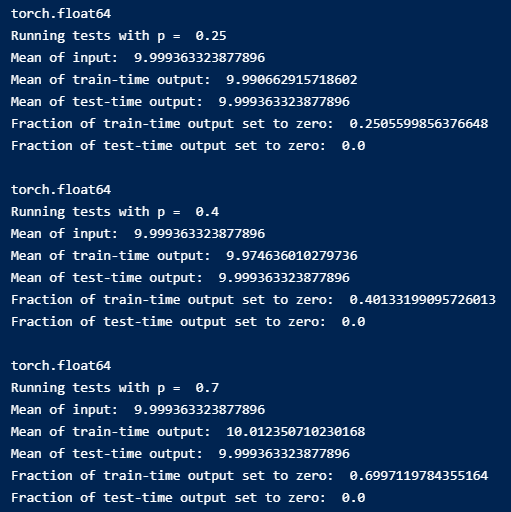 torch.float64
Running tests with p =  0.25
Mean of input:  9.999363323877896
Mean of train-time output:  9.990662915718602
Mean of test-time output:  9.999363323877896
Fraction of train-time output set to zero:  0.2505599856376648
Fraction of test-time output set to zero:  0.0

torch.float64
Running tests with p =  0.4
Mean of input:  9.999363323877896
Mean of train-time output:  9.974636010279736
Mean of test-time output:  9.999363323877896
Fraction of train-time output set to zero:  0.40133199095726013
Fraction of test-time output set to zero:  0.0

torch.float64
Running tests with p =  0.7
Mean of input:  9.999363323877896
Mean of train-time output:  10.012350710230168
Mean of test-time output:  9.999363323877896
Fraction of train-time output set to zero:  0.6997119784355164
Fraction of test-time output set to zero:  0.0